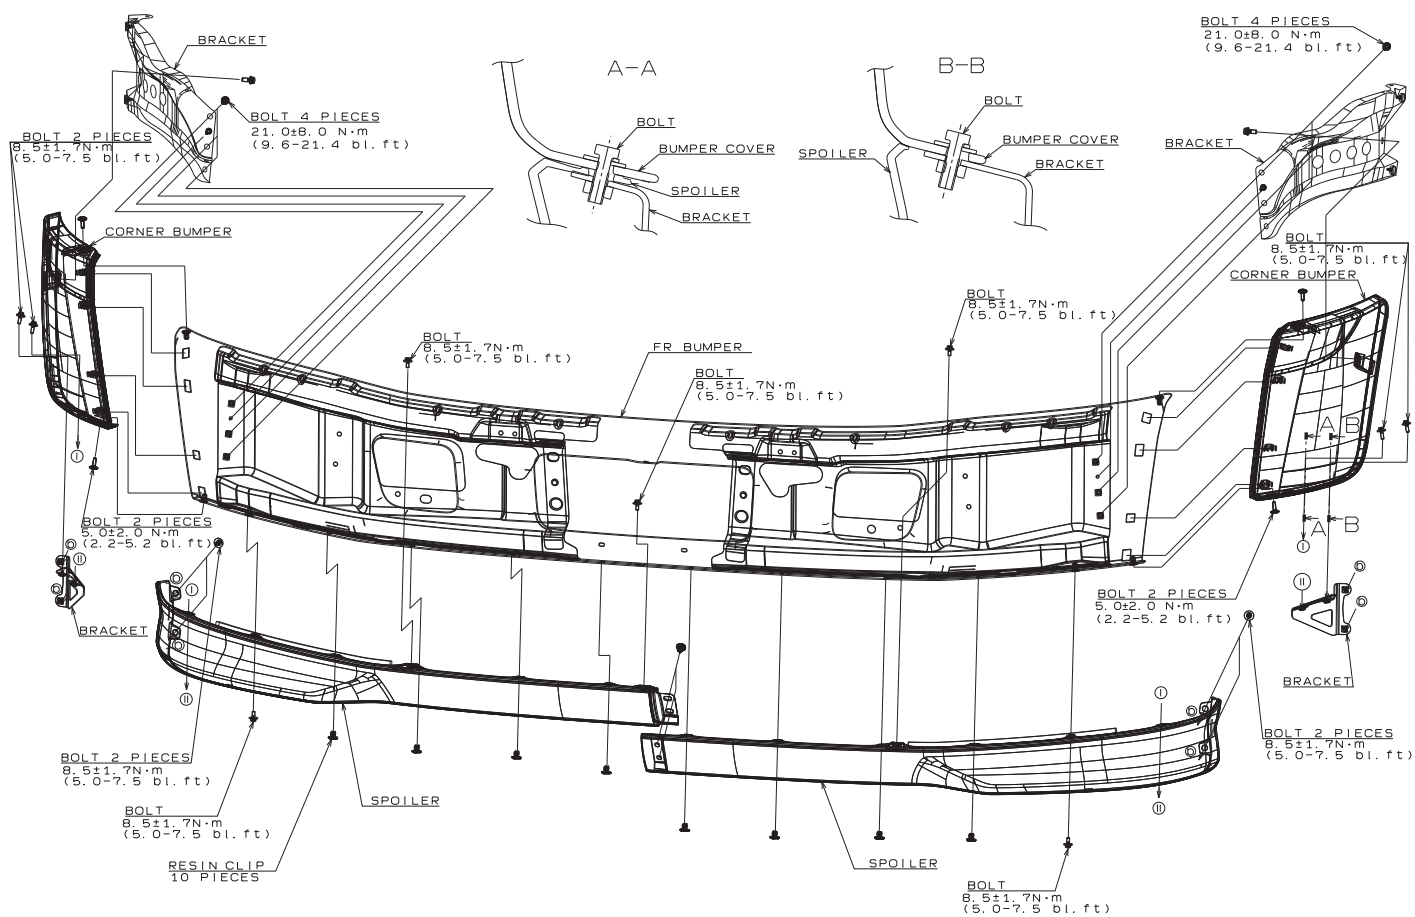 BOLT 4 PIECES
21.0±8.0 N·m
(9.6-21.4 bl.ft)
BRACKET
A-A
B-B
BOLT 4 PIECES
21.0±8.0 N·m
(9.6-21.4 bl.ft)
BOLT
BOLT
BOLT 2 PIECES
8.5±1.7N·m
(5.0-7.5 bl.ft)
BUMPER COVER
SPOILER
BRACKET
SPOILER
BUMPER COVER
BRACKET
BRACKET
CORNER BUMPER
BOLT
8.5±1.7N·m
(5.0-7.5 bl.ft)
CORNER BUMPER
BOLT
8.5±1.7N·m
(5.0-7.5 bl.ft)
BOLT
8.5±1.7N·m
(5.0-7.5 bl.ft)
FR BUMPER
BOLT
8.5±1.7N·m
(5.0-7.5 bl.ft)
A B
I
BOLT 2 PIECES
5.0±2.0 N·m
(2.2-5.2 bl.ft)
II
A B
I
BRACKET
I
II
BOLT 2 PIECES
5.0±2.0 N·m
(2.2-5.2 bl.ft)
II
BRACKET
I
BOLT 2 PIECES
8.5±1.7N·m
(5.0-7.5 bl.ft)
BOLT 2 PIECES
8.5±1.7N·m
(5.0-7.5 bl.ft)
II
BOLT
8.5±1.7N·m
(5.0-7.5 bl.ft)
SPOILER
RESIN CLIP
10 PIECES
SPOILER
BOLT
8.5±1.7N·m
(5.0-7.5 bl.ft)